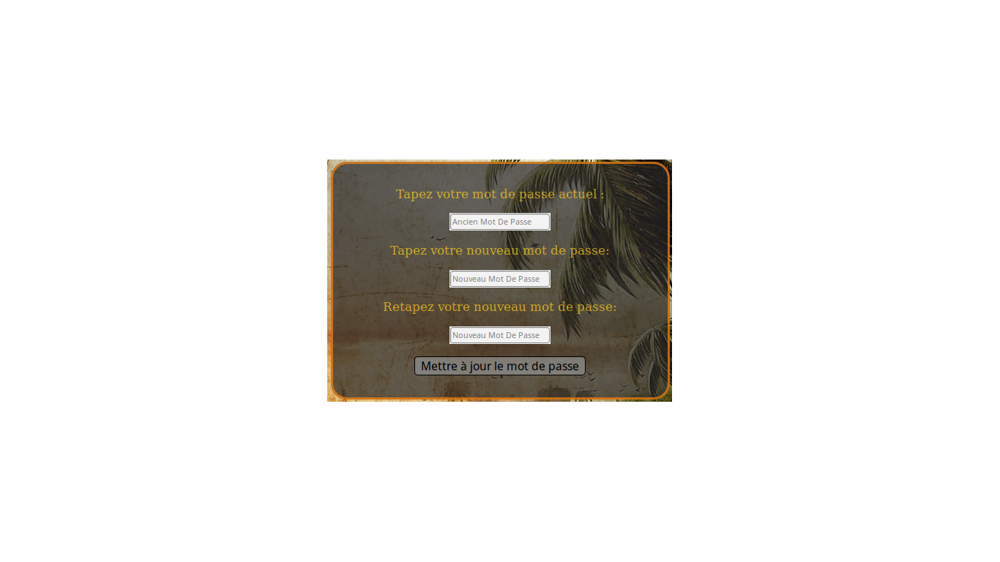 Tapez votre mot de passe actuel :
Ancien Mot De Passe
Tapez votre nouveau mot de passe:
Nouveau Mot De Passe
Retapez votre nouveau mot de passe:
Nouveau Mot De Passe
Mettre à jour le mot de passe